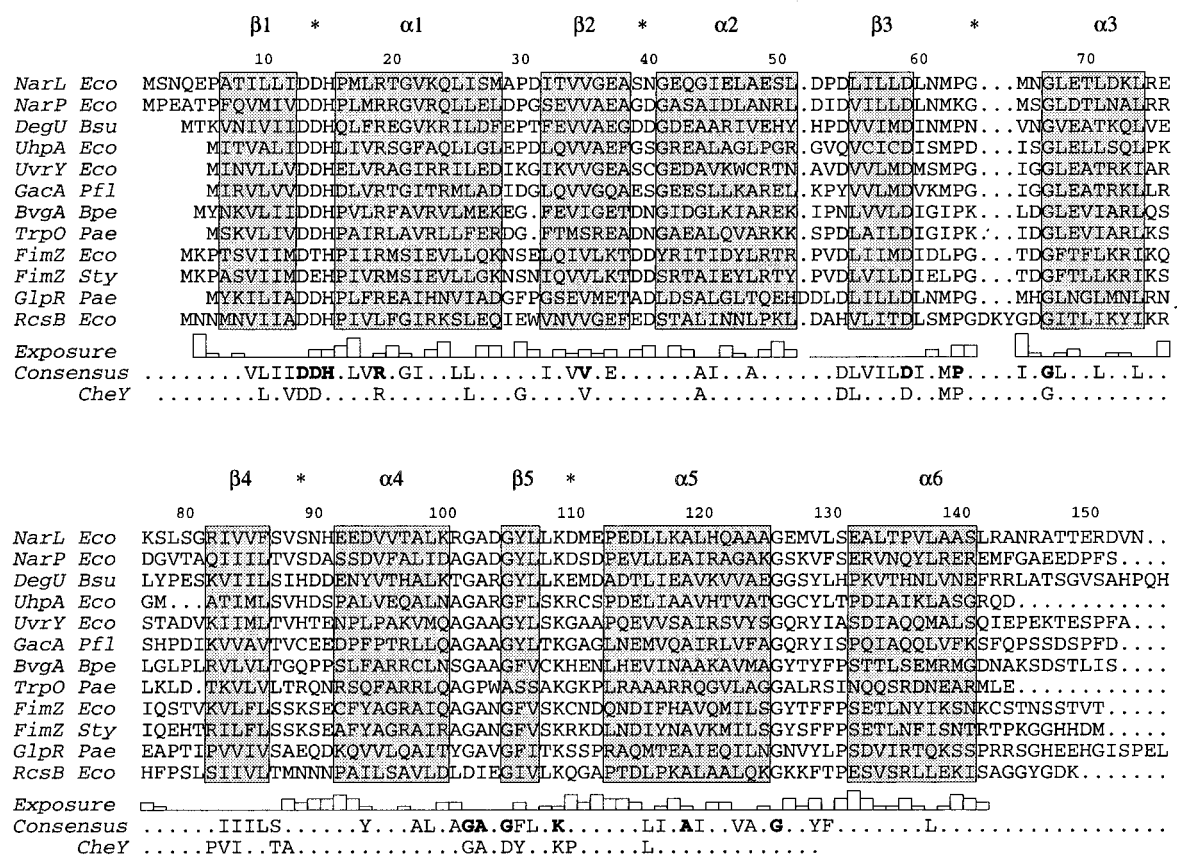 β1 * α1 β2 * α2 β3 * α3
10 20 30 40 50 60 70
NarL Eco MSNQEPATILLIDDHPMLRTGVKQLISMAPDITVVGEASNGEQGIELAESL.DPDLILLDLNMPG...MNGLETLDKLRE
NarP Eco MPEATPFQVMIVDDHPLMRRGVRQLLELDPGSEVVAEAGDGASAIDLANRL.DIDVILLDLNMKG...MSGLDTLNALRR
DegU Bsu MTKVNIVIIDDHQLFREGVKRILDFEPTFEVVAEGDDGDEAARIVEHY.HPDVVIMDINMPN...VNGVEATKQLVE
UhpA Eco MITVALIDDHLIVRSGFAQLLGLEPDLQVVAEFGSGREALAGLPGR.GVQVCICDISMPD...ISGLELLSQLPK
UvrY Eco MINVLLVDDHELVRAGIRRILEDIKGIKVVGEASCGEDAVKWCRTN.AVDVVLMDMSMPG...IGGLEATRKIAR
GacA Pfl MIRVLVVDDHDLVRTGITRMLADIDGLQVVGQAESGEESLLKAREL.KPYVVLMDVKMPG...IGGLEATRKLLR
BvgA Bpe MYNKVLIIDDHPVLRFAVRVLMEKEG.FEVIGETDNGIDGLKIAREK.IPNLVVLDIGIPK...LDGLEVIARLQS
TrpO Pae MSKVLIVDDHPAIRLAVRLLFERDG.FTMSREADNGAEALQVARKK.SPDLAILDIGIPK...IDGLEVIARLKS
FimZ Eco MKPTSVIIMDTHPIIRMSIEVLLQKNSELQIVLKTDDYRITIDYLRTR.PVDLIIMDIDLPG...TDGFTFLKRIKQ
FimZ Sty MKPASVIIMDEHPIVRMSIEVLLGKNSNIQVVLKTDDSRTAIEYLRTY.PVDLVILDIELPG...TDGFTLLKRIKS
GlpR Pae MYKILIADDHPLFREAIHNVIADGFPGSEVMETADLDSALGLTQEHDDLDLILLDLNMPG...MHGLNGLMNLRN
RcsB Eco MNNMNVIIADDHPIVLFGIRKSLEQIEWVNVVGEFEDSTALINNLPKL.DAHVLITDLSMPGDKYGDGITLIKYIKR
Exposure
Consensus ........VLIIDDH.LVR.GI..LL.....I..VV.E......AI..A......DLVILD.I.MP....I.G..L..L..L..
CheY .........L.VDD....R......L...G....V........A..........DL...D..MP......G.........
β4 * α4 β5 * α5 α6
80 90 100 110 120 130 140 150
NarL Eco KSLSGRIVVFSVSNHEEDVVTALKRGADGYLLKDMEPEDLLKALHQAAAGEMVLSEALTPVLAASLRANRATTERDVN..
NarP Eco DGVTAQIIILTVSDASSDVFALIDAGADGYLLKDSDPEVLLEAIRAGAKGSKVFSERVNQYLREREMFGAEEDPFS....
DegU Bsu LYPESKVIILSIHDDENYVTHALKTGARGYLLKEMDADTLIEAVKVVAEGGSYLHPKVTHNLVNEFRRLATSGVSAHPQH
UhpA Eco GM...ATIMLSVHDSPALVEQALNAGARGFLSKRCSPDELIAAVHTVATGGCYLTPDIAIKLASGRQD............
UvrY Eco STADVKIIMLTVHTENPLPAKVMQAGAAGYLSKGAAPQEVVSAIRSVYSGQRYIASDIAQQMALSQIEPEKTESPFA...
GacA Pfl SHPDIKVVAVTVCEEDPFPTRLLQAGAAGYLTKGAGLNEMVQAIRLVFAGQRYISPQIAQQLVFKSFQPSSDSPFD....
BvgA Bpe LGLPLRVLVLTGQPPSLFARRCLNSGAAGFVCKHENLHEVINAAKAVMAGYTYFPSTTLSEMRMGDNAKSDSTLIS....
TrpO Pae LKLD.TKVLVLTRQNRSQFARRLQAGPWASSAKGKPLRAAARRQGVLAGGALRSINQQSRDNEARMLE............
FimZ Eco IQSTVKVLFLSSKSECFYAGRAIQAGANGFVSKCNDQNDIFHAVQMILSGYTFFPSETLNYIKSNKCSTNSSTVT.....
FimZ Sty IQEHTRILFLSSKSEAFYAGRAIRAGANGFVSKRKDLNDIYNAVKMILSGYSFFPSETLNFISNTRTPKGGHHDM.....
GlpR Pae EAPTIPVVIVSAEQDKQVVLQAITYGAVGFITKSSPRAQMTEAIEQILNGNVYLPSDVIRTQKSSPRRSGHEEHGISPEL
RcsB Eco HFPSLSIIVLTMNNNPAILSAVLDLDIEGIVLKQGAPTDLPKALAALQKGKKFTPESVSRLLEKISAGGYGDK.......
Exposure
Consensus ......IIILS......Y...AL.AGA.GFL.K......LI.AI..VA.G..YF.......L..................
CheY .....PVI..TA.............GA.DY..KP.....L.............